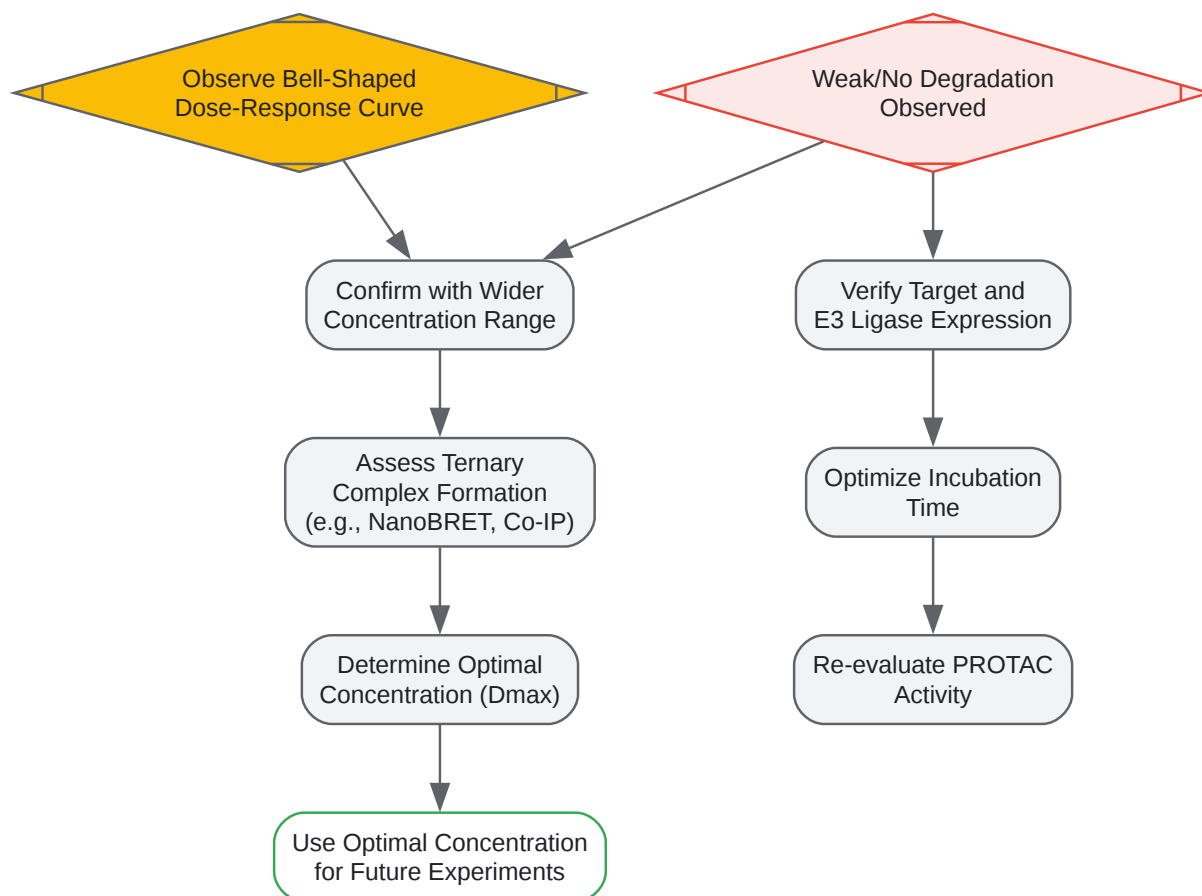 Observe Bell-Shaped
Dose-Response Curve
Weak/No Degradation
Observed
Confirm with Wider
Concentration Range
Verify Target and
E3 Ligase Expression
Assess Ternary
Complex Formation
(e.g., NanoBRET, Co-IP)
Optimize Incubation
Time
Determine Optimal
Concentration (Dmax)
Re-evaluate PROTAC
Activity
Use Optimal Concentration
for Future Experiments